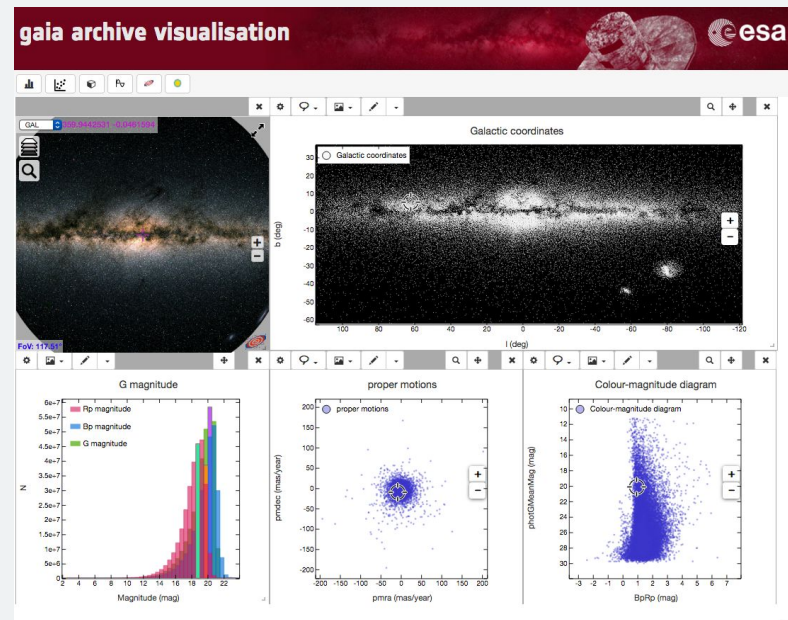 gaia archive visualisation
esa
GAL
359.9442531 -0.0461594
FoV: 117.51°
Galactic coordinates
Galactic coordinates
30
20
10
0
-10
-20
-30
-40
-50
-60
b (deg)
100 80 60 40 20 0 -20 -40 -60 -80 -100 -120
l (deg)
+
−
G magnitude
Rp magnitude
Bp magnitude
G magnitude
6e+7
5.5e+7
5e+7
4.5e+7
4e+7
3.5e+7
3e+7
2.5e+7
2e+7
1.5e+7
1e+7
5e+6
0
N
2 4 6 8 10 12 14 16 18 20 22
Magnitude (mag)
proper motions
proper motions
200
150
100
50
0
-50
-100
-150
-200
pmdec (mas/year)
-200 -150 -100 -50 0 50 100 150 200
pmra (mas/year)
+
−
Colour-magnitude diagram
Colour-magnitude diagram
10
12
14
16
18
20
22
24
26
28
30
photGMeanMag (mag)
-3 -2 -1 0 1 2 3 4 5 6 7
BpRp (mag)
+
−